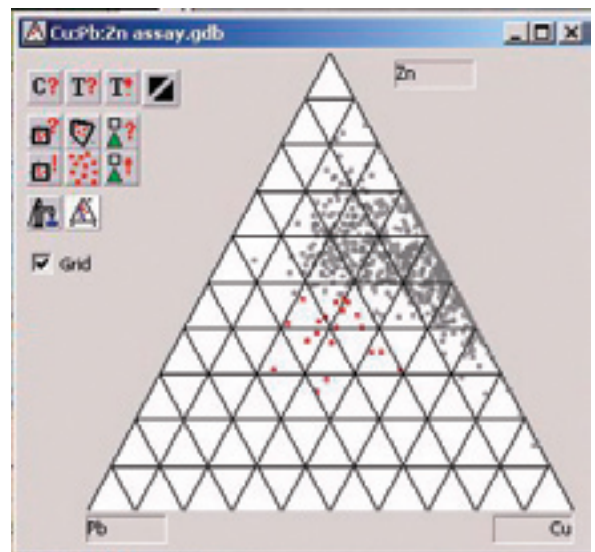 Cu:Pb:Zn assay.gdb
Zn
C? T? T!
? ?
! !
Grid
Pb
Cu